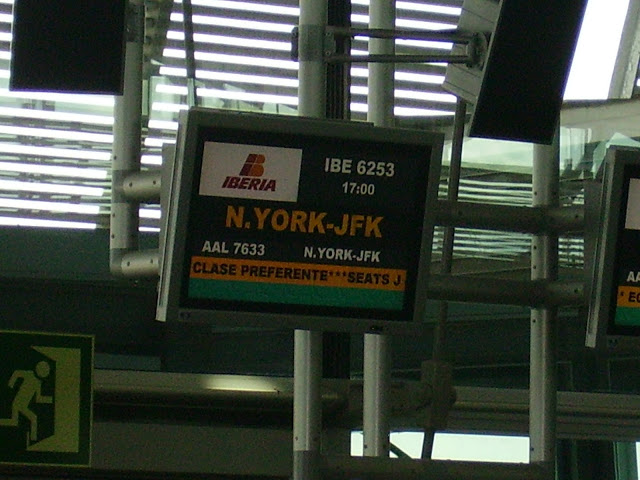 IBERIA
IBE 6253
17:00
N.YORK-JFK
AAL 7633 N.YORK-JFK
CLASE PREFERENTE***SEATS J